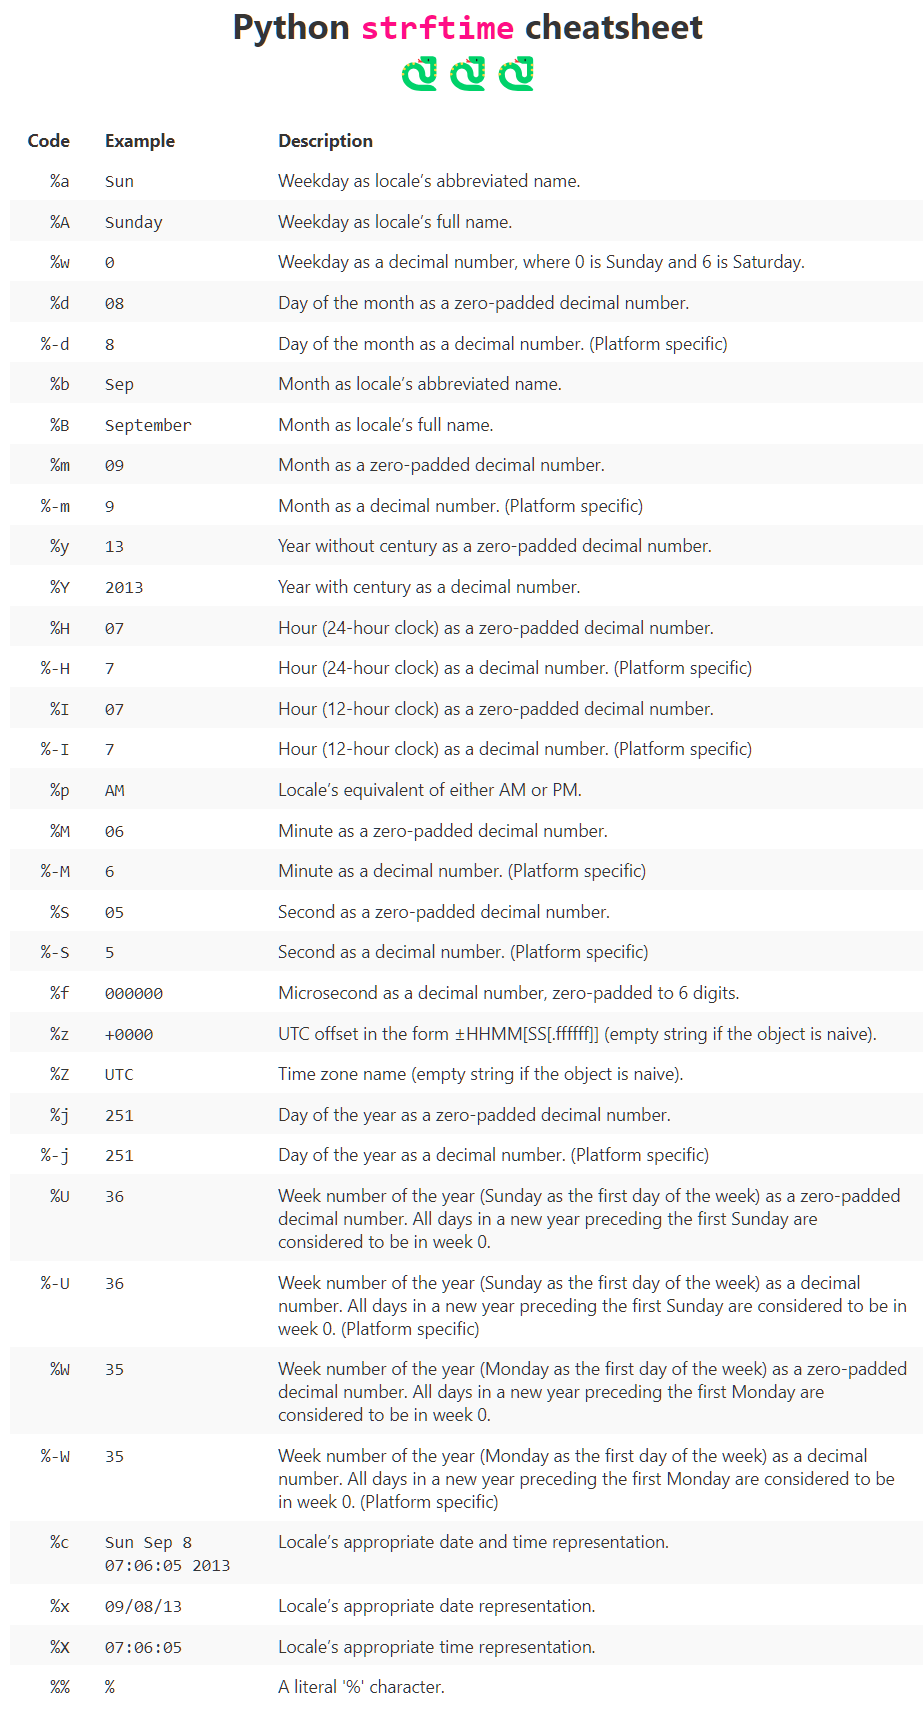 Python strftime cheatsheet
Code Example Description
%a Sun Weekday as locale’s abbreviated name.
%A Sunday Weekday as locale’s full name.
%w 0 Weekday as a decimal number, where 0 is Sunday and 6 is Saturday.
%d 08 Day of the month as a zero-padded decimal number.
%-d 8 Day of the month as a decimal number. (Platform specific)
%b Sep Month as locale’s abbreviated name.
%B September Month as locale’s full name.
%m 09 Month as a zero-padded decimal number.
%-m 9 Month as a decimal number. (Platform specific)
%y 13 Year without century as a zero-padded decimal number.
%Y 2013 Year with century as a decimal number.
%H 07 Hour (24-hour clock) as a zero-padded decimal number.
%-H 7 Hour (24-hour clock) as a decimal number. (Platform specific)
%I 07 Hour (12-hour clock) as a zero-padded decimal number.
%-I 7 Hour (12-hour clock) as a decimal number. (Platform specific)
%p AM Locale’s equivalent of either AM or PM.
%M 06 Minute as a zero-padded decimal number.
%-M 6 Minute as a decimal number. (Platform specific)
%S 05 Second as a zero-padded decimal number.
%-S 5 Second as a decimal number. (Platform specific)
%f 000000 Microsecond as a decimal number, zero-padded to 6 digits.
%z +0000 UTC offset in the form ±HHMM[SS[.ffffff]] (empty string if the object is naive).
%Z UTC Time zone name (empty string if the object is naive).
%j 251 Day of the year as a zero-padded decimal number.
%-j 251 Day of the year as a decimal number. (Platform specific)
%U 36 Week number of the year (Sunday as the first day of the week) as a zero-padded
decimal number. All days in a new year preceding the first Sunday are
considered to be in week 0.
%-U 36 Week number of the year (Sunday as the first day of the week) as a decimal
number. All days in a new year preceding the first Sunday are considered to be in
week 0. (Platform specific)
%W 35 Week number of the year (Monday as the first day of the week) as a zero-padded
decimal number. All days in a new year preceding the first Monday are
considered to be in week 0.
%-W 35 Week number of the year (Monday as the first day of the week) as a decimal
number. All days in a new year preceding the first Monday are considered to be
in week 0. (Platform specific)
%c Sun Sep 8 Locale’s appropriate date and time representation.
07:06:05 2013
%x 09/08/13 Locale’s appropriate date representation.
%X 07:06:05 Locale’s appropriate time representation.
%% % A literal '%' character.